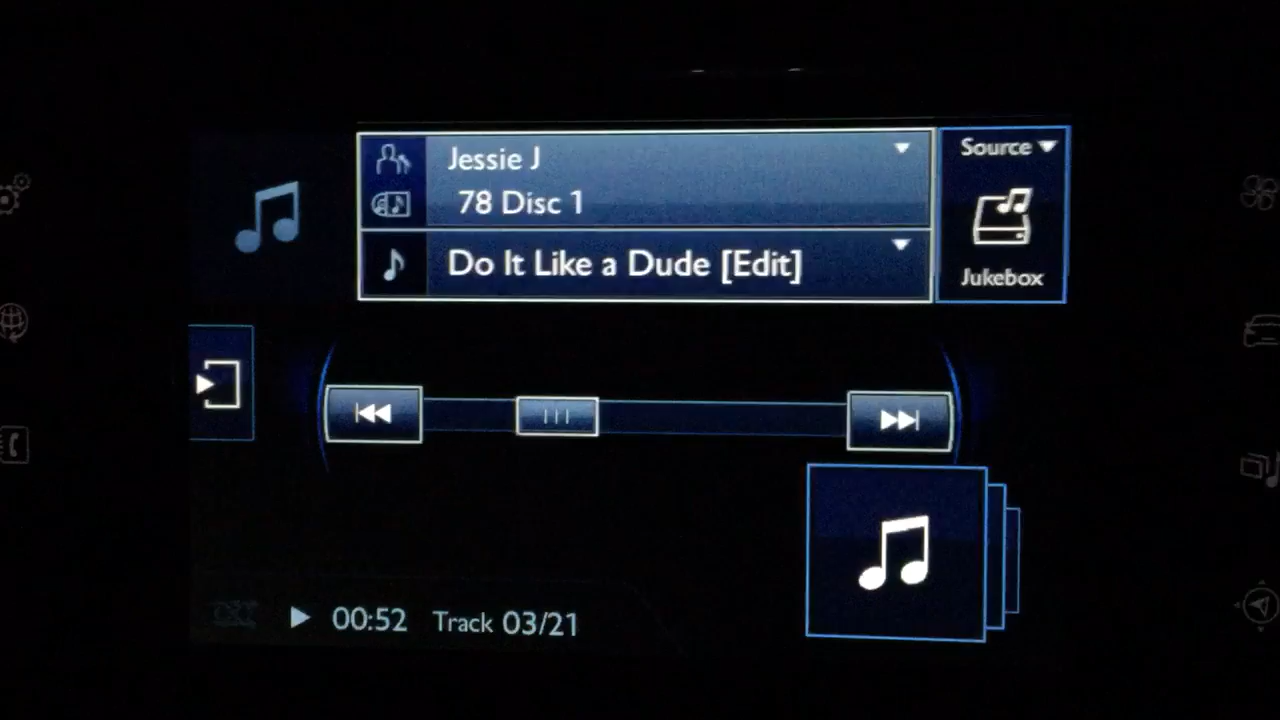 Jessie J
78 Disc 1
Do It Like a Dude [Edit]
Source
Jukebox
00:52 Track 03/21